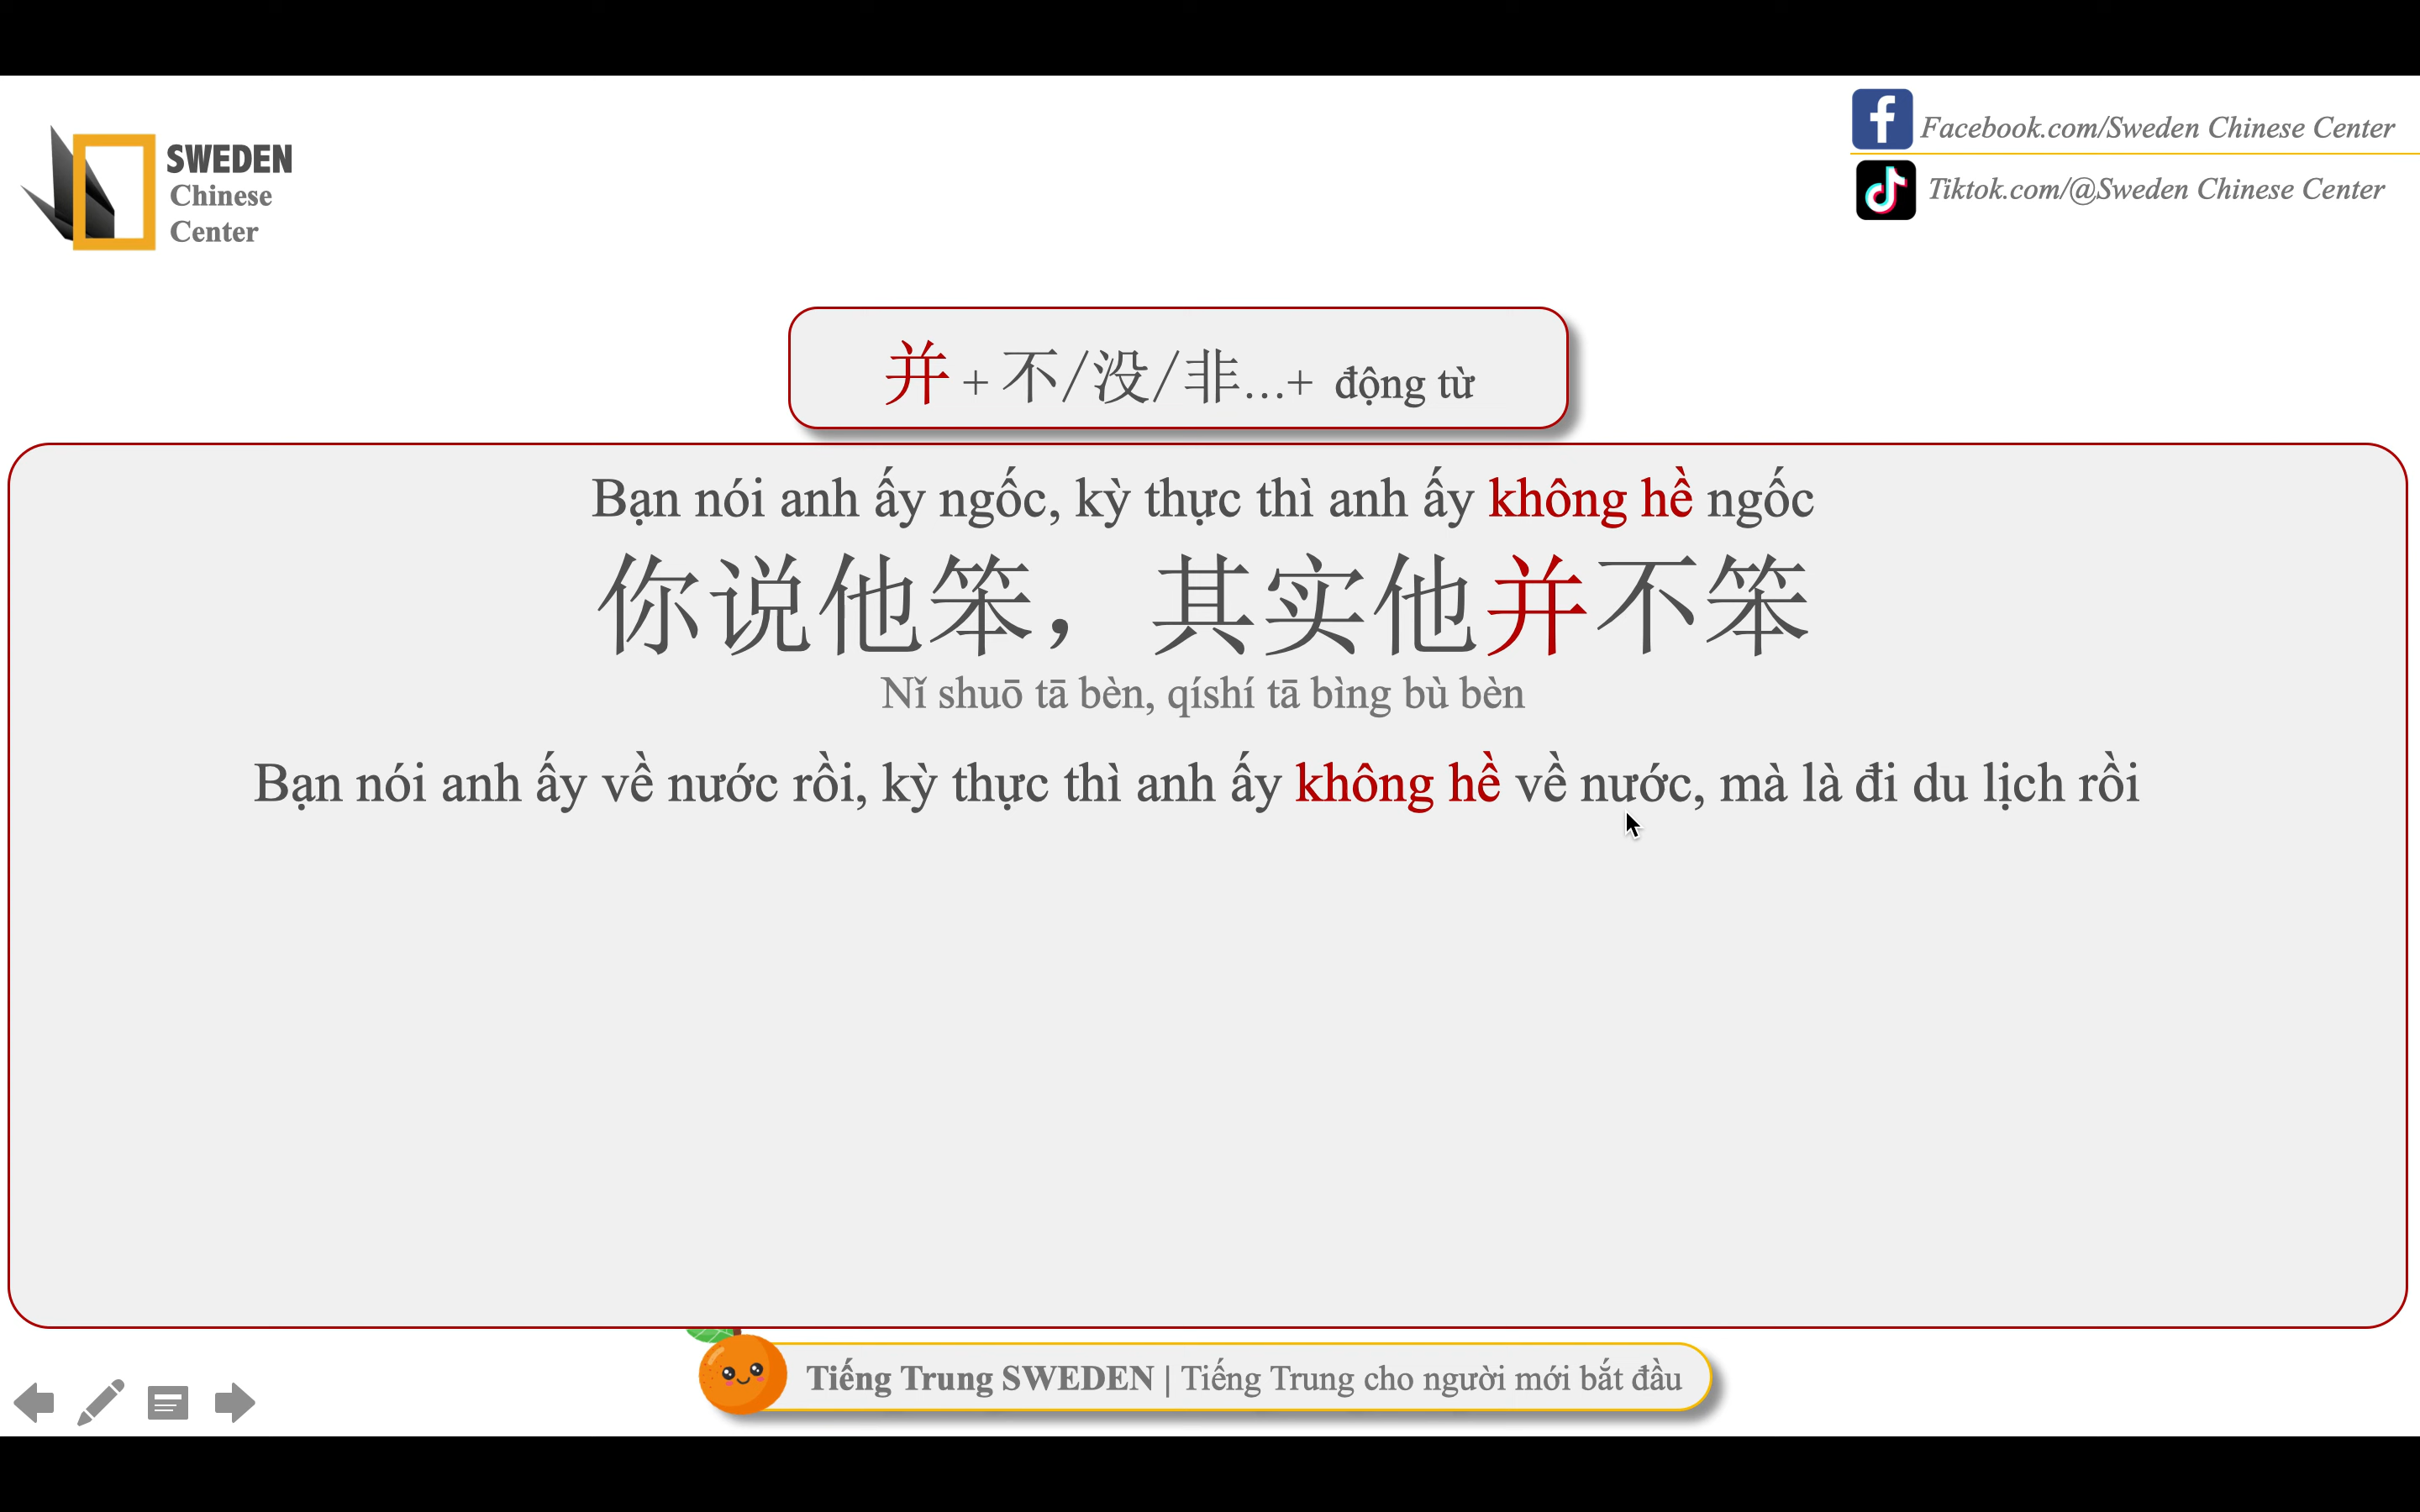 SWEDEN
Chinese
Center
Facebook.com/Sweden Chinese Center
Tiktok.com/@Sweden Chinese Center
并 + 不/没/非...+ động từ
Bạn nói anh ấy ngốc, kỳ thực thì anh ấy không hề ngốc
你说他笨，其实他并不笨
Nǐ shuō tā bèn, qíshí tā bìng bù bèn
Bạn nói anh ấy về nước rồi, kỳ thực thì anh ấy không hề về nước, mà là đi du lịch rồi
Tiếng Trung SWEDEN | Tiếng Trung cho người mới bắt đầu